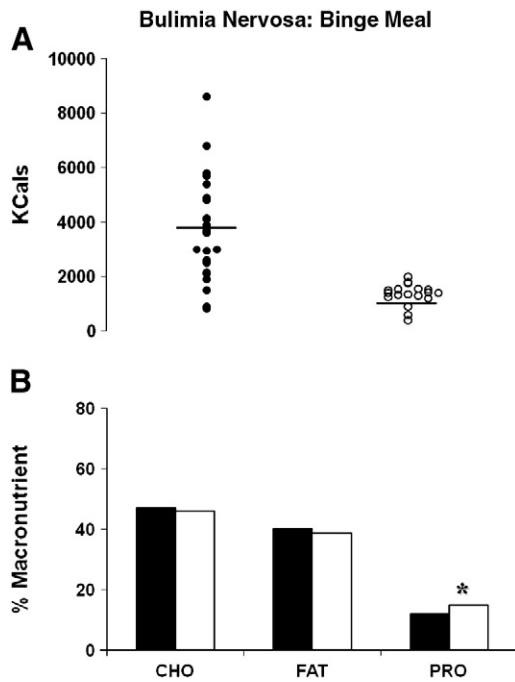 Bulimia Nervosa: Binge Meal
A
KCals
10000
8000
6000
4000
2000
0
B
% Macronutrient
80
60
40
20
0
*
CHO FAT PRO